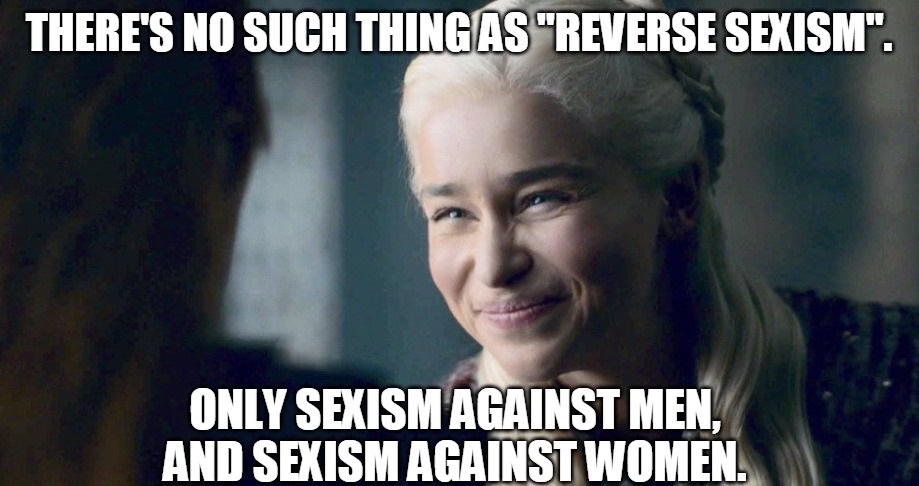 THERE'S NO SUCH THING AS "REVERSE SEXISM".
ONLY SEXISM AGAINST MEN,
AND SEXISM AGAINST WOMEN.